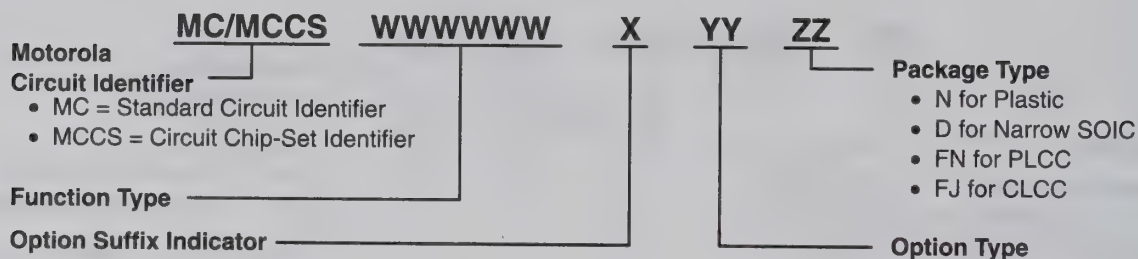 MC/MCCS WWWWWW X YY ZZ
Motorola
Circuit Identifier
• MC = Standard Circuit Identifier
• MCCS = Circuit Chip-Set Identifier
Function Type
Option Suffix Indicator
Package Type
• N for Plastic
• D for Narrow SOIC
• FN for PLCC
• FJ for CLCC
Option Type